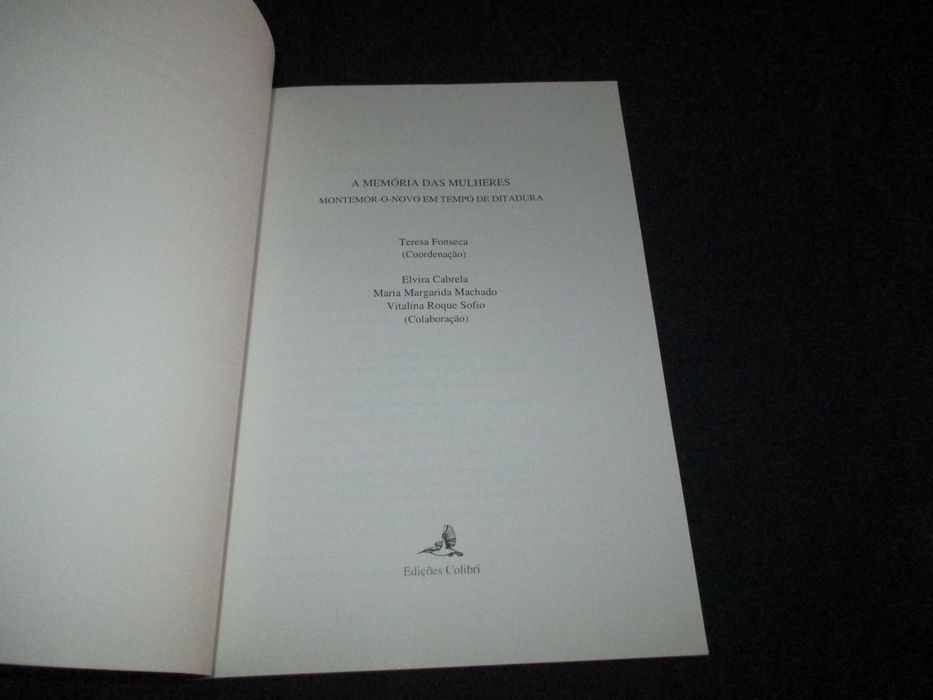 A MEMÓRIA DAS MULHERES
MONTEMOR-O-NOVO EM TEMPO DE DITADURA
Teresa Fonseca
(Coordenação)
Elvira Cabrela
Maria Margarida Machado
Vitalina Roque Sofio
(Colaboração)
Edições Colibri